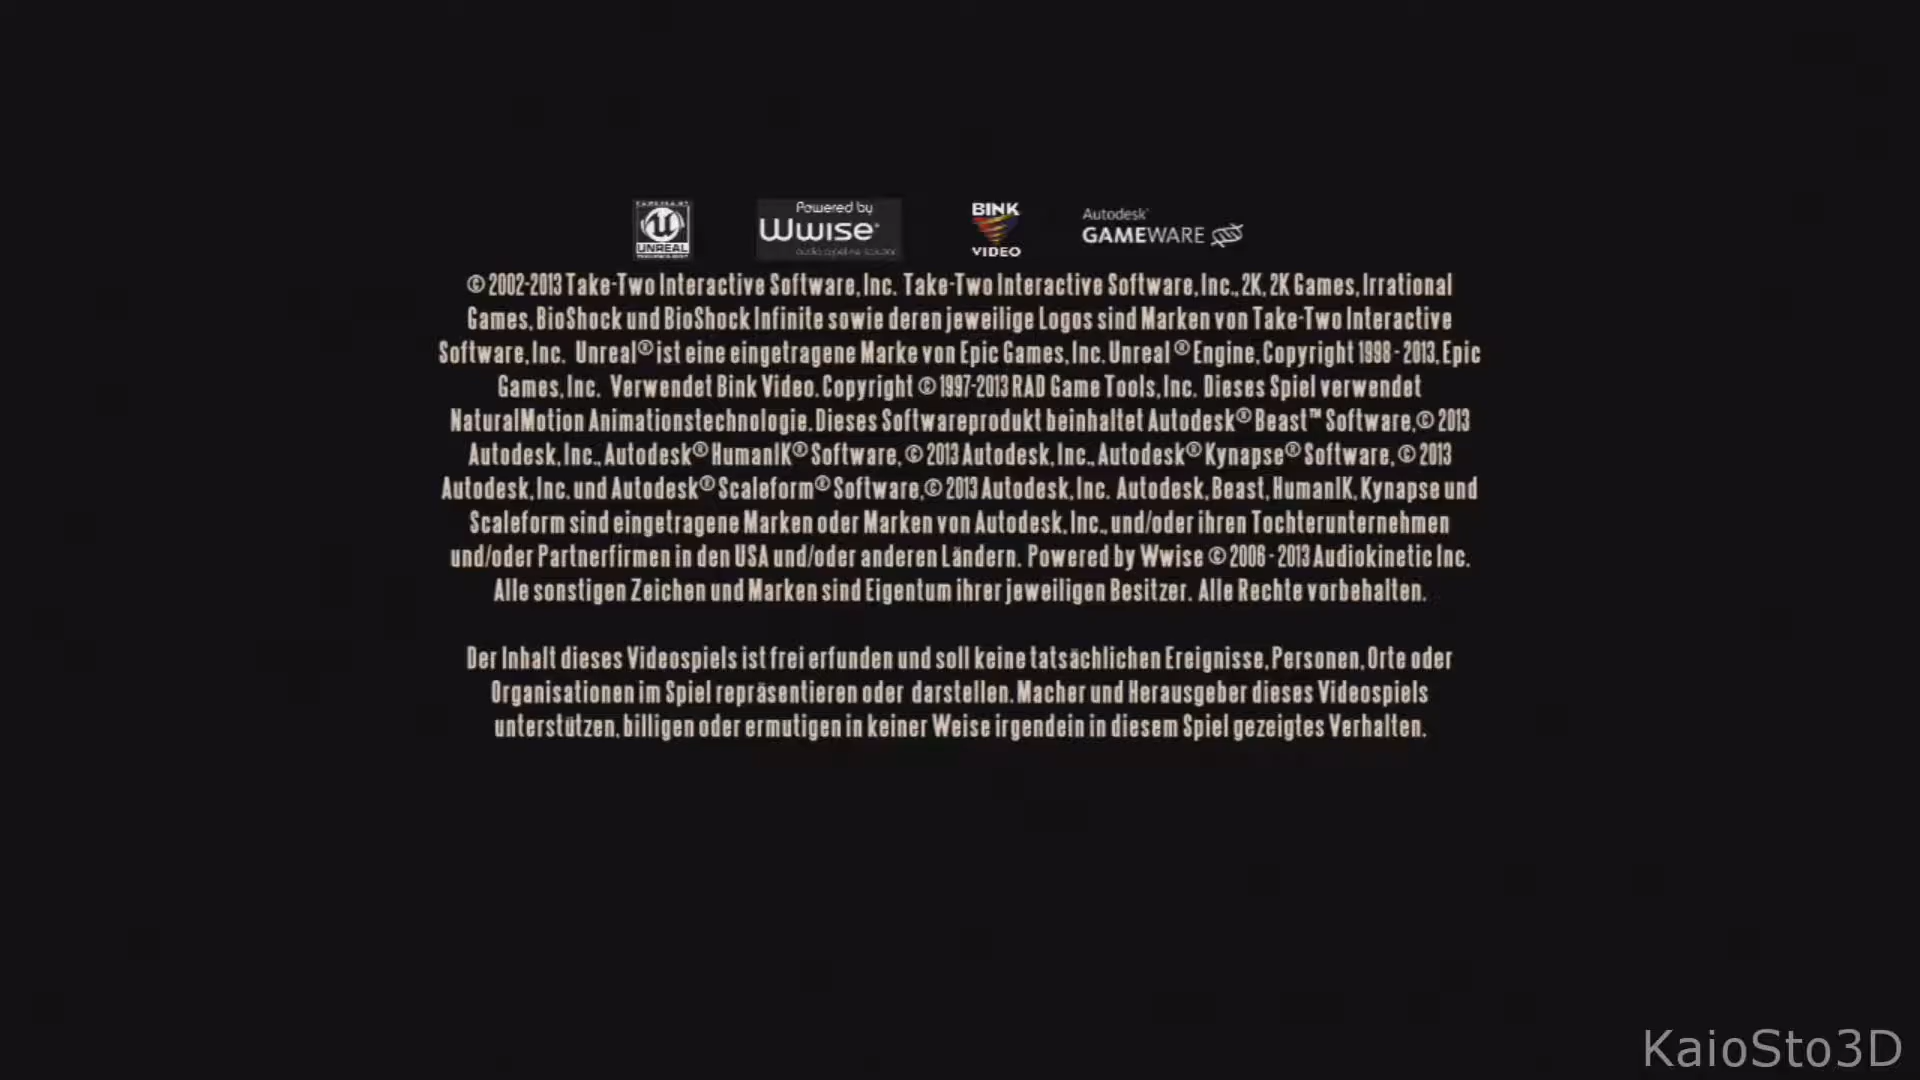 UNREAL
Powered by
Wwise
BINK
VIDEO
Autodesk®
GAMEWARE
© 2002-2013 Take-Two Interactive Software, Inc. Take-Two Interactive Software, Inc., 2K, 2K Games, Irrational
Games, BioShock und BioShock Infinite sowie deren jeweilige Logos sind Marken von Take-Two Interactive
Software, Inc. Unreal® ist eine eingetragene Marke von Epic Games, Inc. Unreal ® Engine, Copyright 1998 - 2013, Epic
Games, Inc. Verwendet Bink Video. Copyright © 1997-2013 RAD Game Tools, Inc. Dieses Spiel verwendet
NaturalMotion Animationstechnologie. Dieses Softwareprodukt beinhaltet Autodesk® Beast™ Software, © 2013
Autodesk, Inc., Autodesk® HumanIK® Software, © 2013 Autodesk, Inc., Autodesk® Kynapse® Software, © 2013
Autodesk, Inc. und Autodesk® Scaleform® Software, © 2013 Autodesk, Inc. Autodesk, Beast, HumanIK, Kynapse und
Scaleform sind eingetragene Marken oder Marken von Autodesk, Inc., und/oder ihren Tochterunternehmen
und/oder Partnerfirmen in den USA und/oder anderen Ländern. Powered by Wwise © 2006 - 2013 Audiokinetic Inc.
Alle sonstigen Zeichen und Marken sind Eigentum ihrer jeweiligen Besitzer. Alle Rechte vorbehalten.
Der Inhalt dieses Videospiels ist frei erfunden und soll keine tatsächlichen Ereignisse, Personen, Orte oder
Organisationen im Spiel repräsentieren oder darstellen. Macher und Herausgeber dieses Videospiels
unterstützen, billigen oder ermutigen in keiner Weise irgendein in diesem Spiel gezeigtes Verhalten.
KaioSto3D